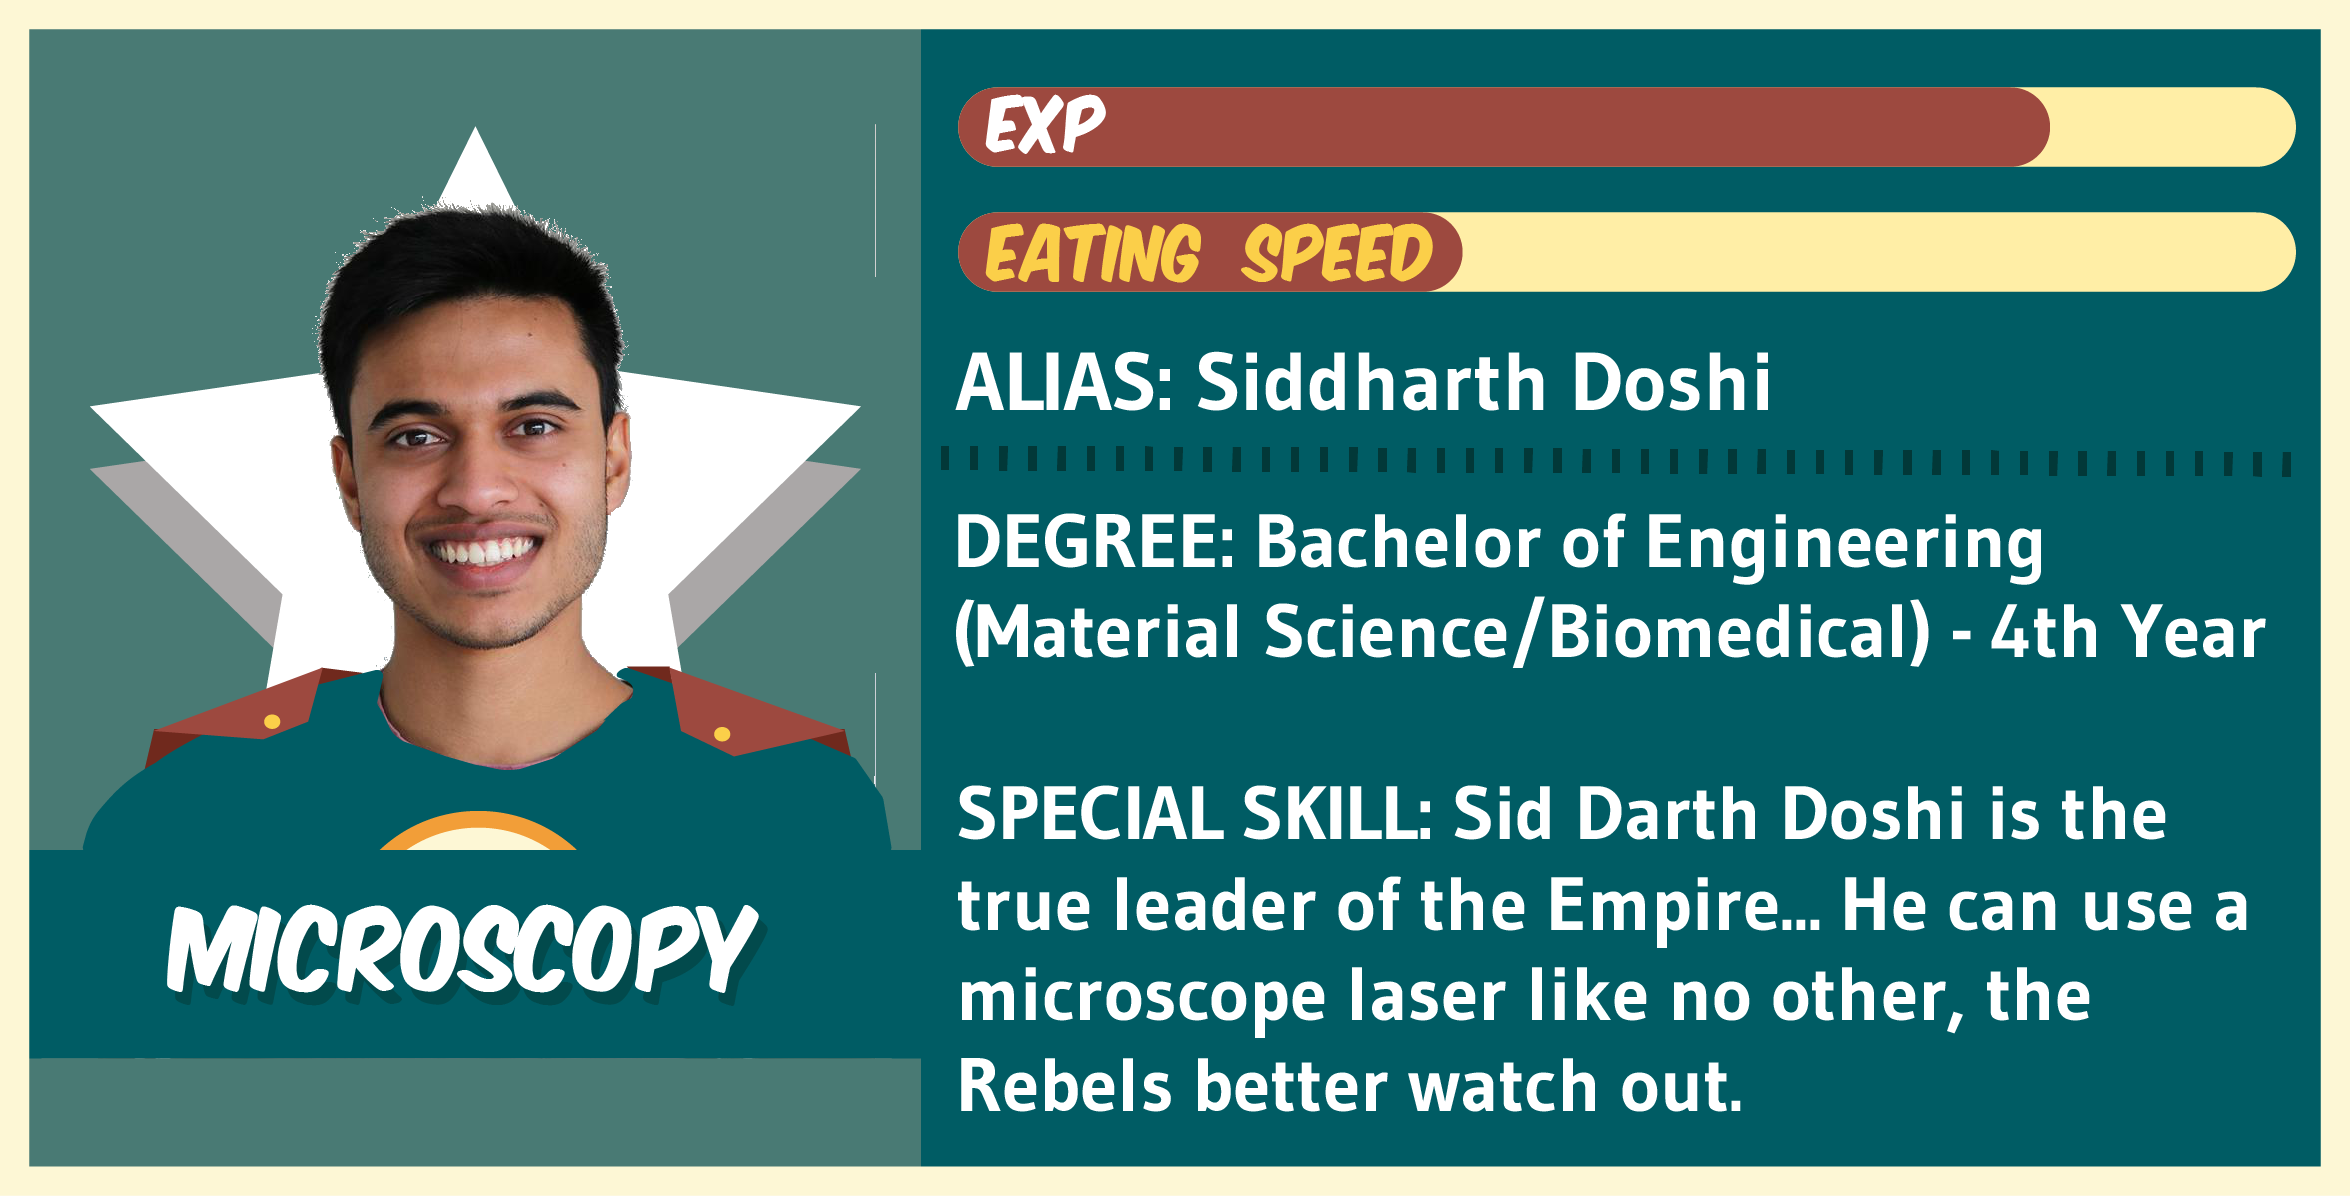 EXP
EATING SPEED
ALIAS: Siddharth Doshi
DEGREE: Bachelor of Engineering
(Material Science/Biomedical) - 4th Year
SPECIAL SKILL: Sid Darth Doshi is the
true leader of the Empire... He can use a
microscope laser like no other, the
Rebels better watch out.
MICROSCOPY